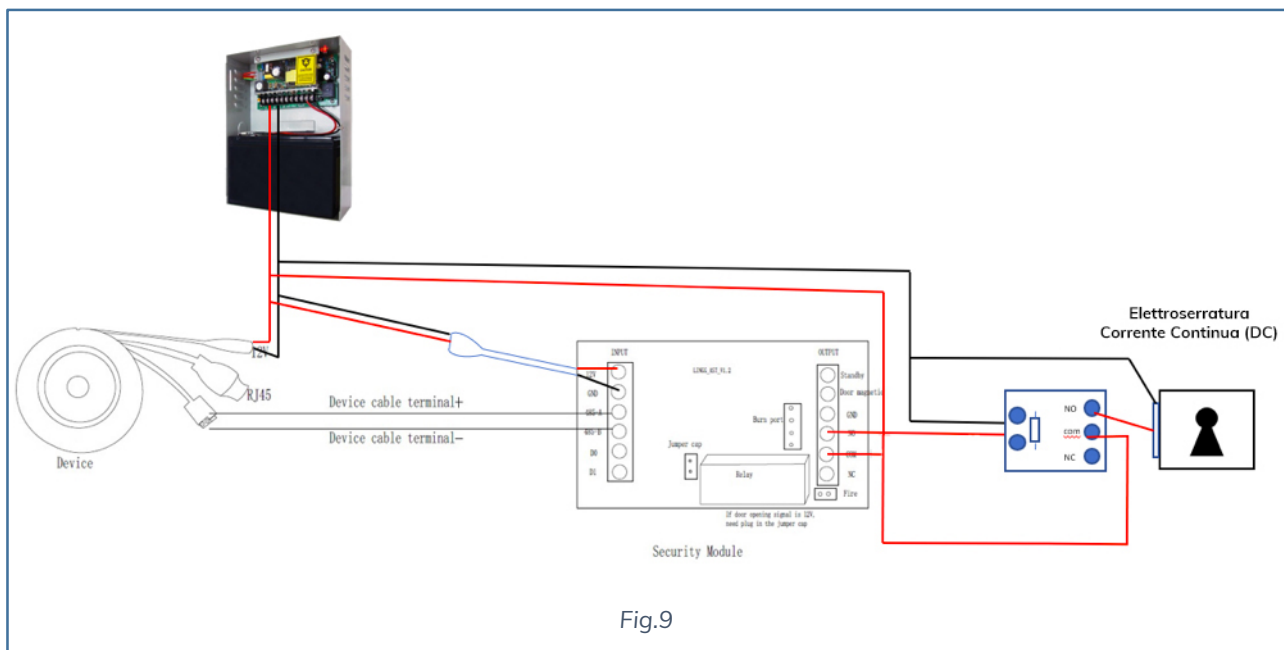 Elettroserratura
Corrente Continua (DC)
12V
RJ45
Device
Device cable terminal+
Device cable terminal-
INPUT
12V
GND
485-A
485-B
D0
D1
OUTPUT
Standby
Door magnetic
GND
NO
COM
NC
Fire
Burn port
Jumper cap
Relay
If door opening signal is 12V,
need plug in the jumper cap
Security Module
NO
com
NC
Fig.9